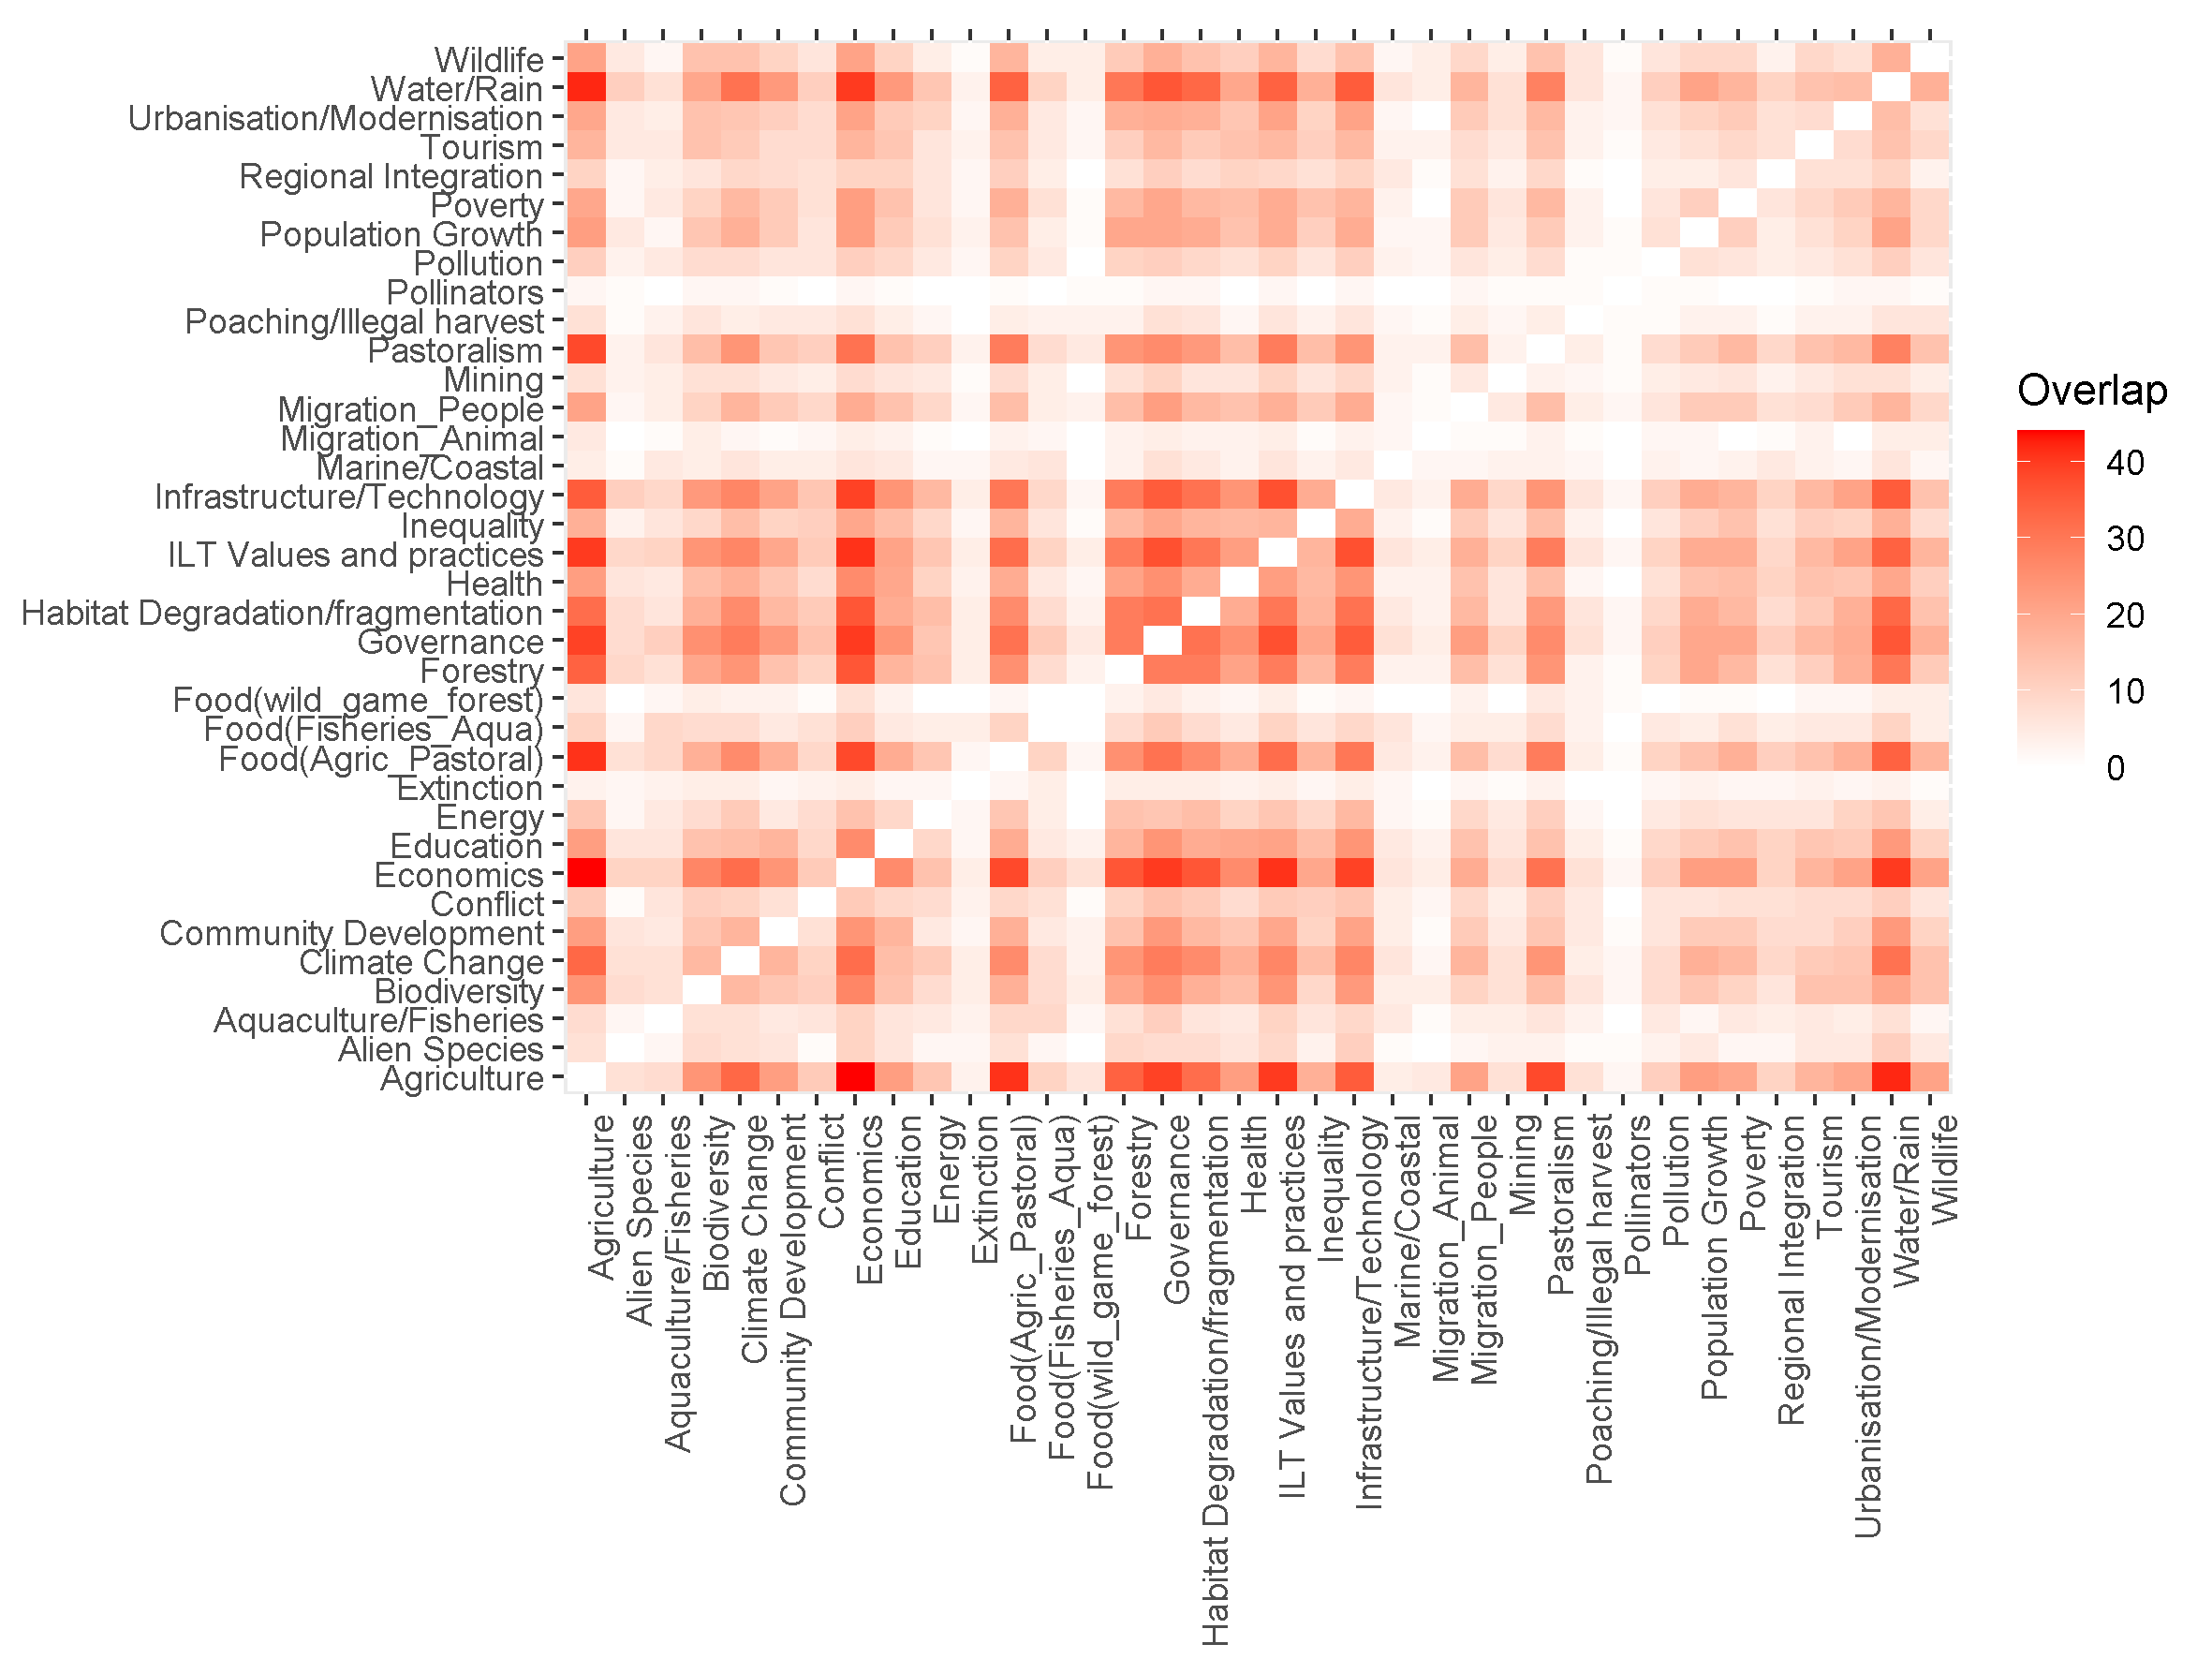 Wildlife
Water/Rain
Urbanisation/Modernisation
Tourism
Regional Integration
Poverty
Population Growth
Pollution
Pollinators
Poaching/Illegal harvest
Pastoralism
Mining
Migration_People
Migration_Animal
Marine/Coastal
Infrastructure/Technology
Inequality
ILT Values and practices
Health
Habitat Degradation/fragmentation
Governance
Forestry
Food(wild_game_forest)
Food(Fisheries_Aqua)
Food(Agric_Pastoral)
Extinction
Energy
Education
Economics
Conflict
Community Development
Climate Change
Biodiversity
Aquaculture/Fisheries
Alien Species
Agriculture
Agriculture
Alien Species
Aquaculture/Fisheries
Biodiversity
Climate Change
Community Development
Conflict
Economics
Education
Energy
Extinction
Food(Agric_Pastoral)
Food(Fisheries_Aqua)
Food(wild_game_forest)
Forestry
Governance
Habitat Degradation/fragmentation
Health
ILT Values and practices
Inequality
Infrastructure/Technology
Marine/Coastal
Migration_Animal
Migration_People
Mining
Pastoralism
Poaching/Illegal harvest
Pollinators
Pollution
Population Growth
Poverty
Regional Integration
Tourism
Urbanisation/Modernisation
Water/Rain
Wildlife
Overlap
40
30
20
10
0